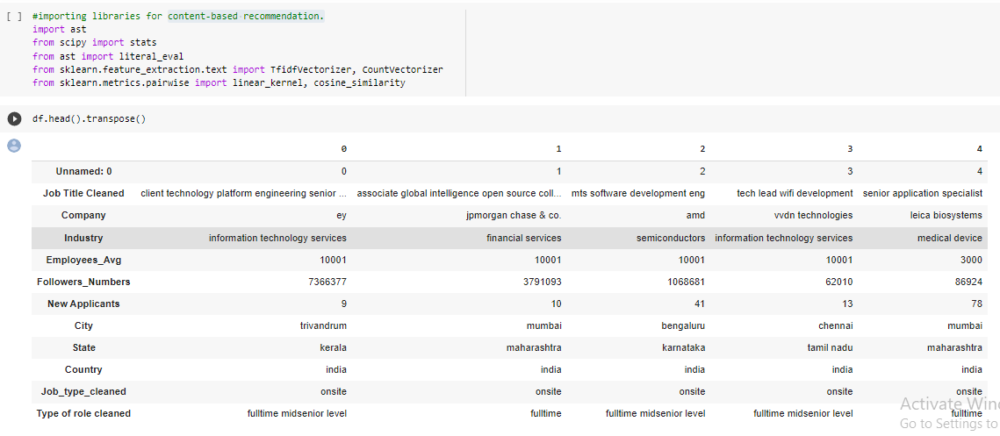 [ ] #importing libraries for content-based recommendation.
import ast
from scipy import stats
from ast import literal_eval
from sklearn.feature_extraction.text import TfidfVectorizer, CountVectorizer
from sklearn.metrics.pairwise import linear_kernel, cosine_similarity
df.head().transpose()
0 1 2 3 4
Unnamed: 0 0 1 2 3 4
Job Title Cleaned client technology platform engineering senior ... associate global intelligence open source coll... mts software development eng tech lead wifi development senior application specialist
Company ey jpmorgan chase & co. amd vvdn technologies leica biosystems
Industry information technology services financial services semiconductors information technology services medical device
Employees_Avg 10001 10001 10001 10001 3000
Followers_Numbers 7366377 3791093 1068681 62010 86924
New Applicants 9 10 41 13 78
City trivandrum mumbai bengaluru chennai mumbai
State kerala maharashtra karnataka tamil nadu maharashtra
Country india india india india india
Job_type_cleaned onsite onsite onsite onsite onsite
Type of role cleaned fulltime midsenior level fulltime fulltime midsenior level fulltime midsenior level fulltime
Activate Win
Go to Settings to